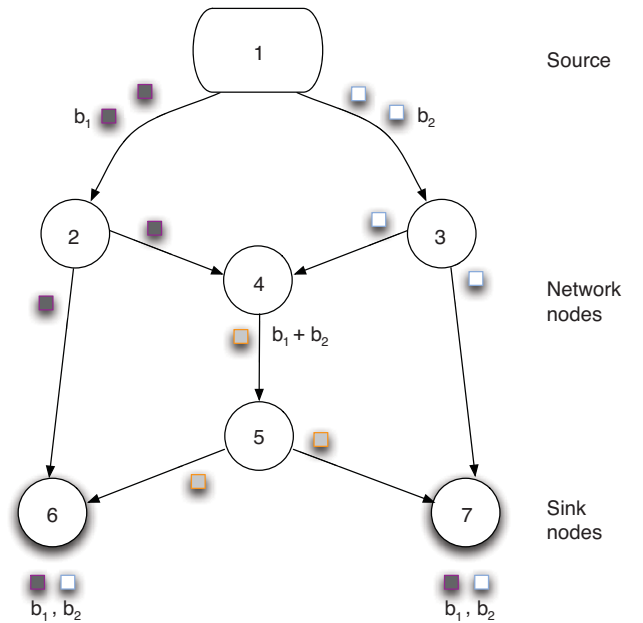 1
Source
b₁
b₂
2
3
4
Network
nodes
b₁ + b₂
5
6
7
Sink
nodes
b₁ , b₂
b₁ , b₂